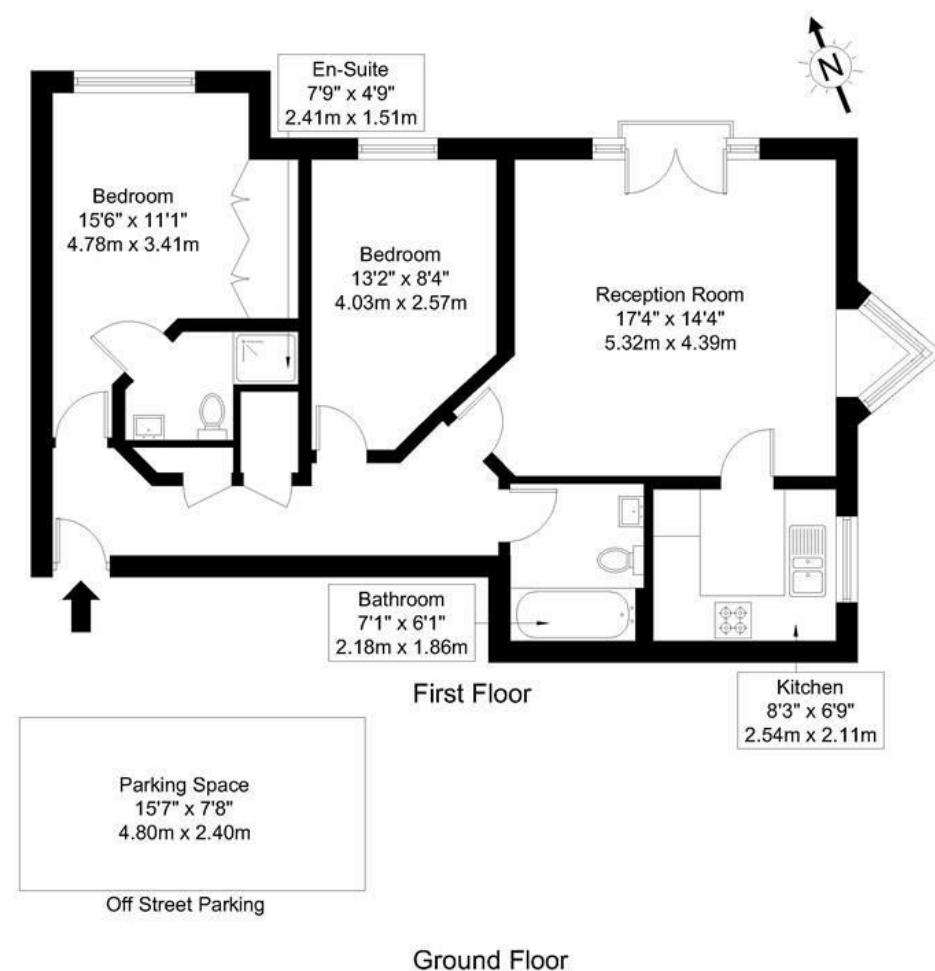 En-Suite
7'9" x 4'9"
2.41m x 1.51m
N
Bedroom
15'6" x 11'1"
4.78m x 3.41m
Bedroom
13'2" x 8'4"
4.03m x 2.57m
Reception Room
17'4" x 14'4"
5.32m x 4.39m
Bathroom
7'1" x 6'1"
2.18m x 1.86m
Kitchen
8'3" x 6'9"
2.54m x 2.11m
First Floor
Parking Space
15'7" x 7'8"
4.80m x 2.40m
Off Street Parking
Ground Floor